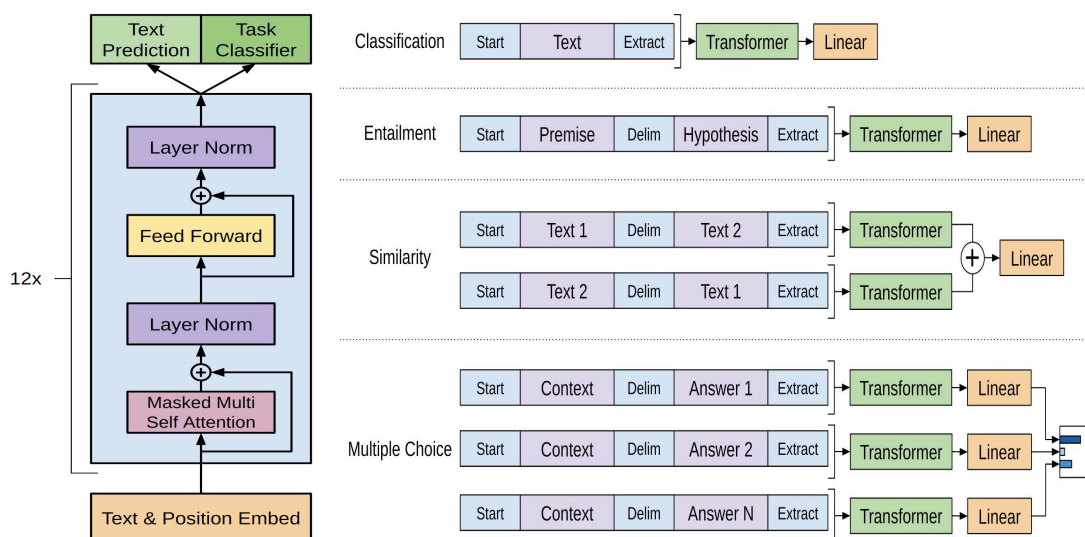 Text
Prediction
Task
Classifier
12x
Layer Norm
+
Feed Forward
Layer Norm
+
Masked Multi
Self Attention
Text & Position Embed
Classification
Start Text Extract Transformer Linear
Entailment
Start Premise Delim Hypothesis Extract Transformer Linear
Similarity
Start Text 1 Delim Text 2 Extract Transformer
+ Linear
Start Text 2 Delim Text 1 Extract Transformer
Multiple Choice
Start Context Delim Answer 1 Extract Transformer Linear
Start Context Delim Answer 2 Extract Transformer Linear
Start Context Delim Answer N Extract Transformer Linear